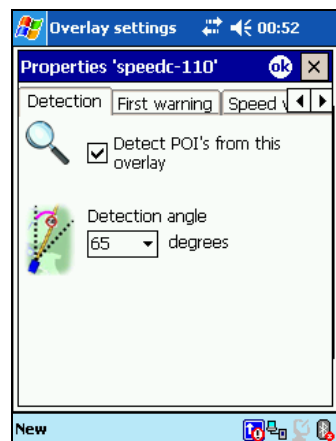 Overlay settings 00:52
Properties 'speedc-110' ok
Detection First warning Speed
Detect POI's from this
overlay
Detection angle
65 degrees
New